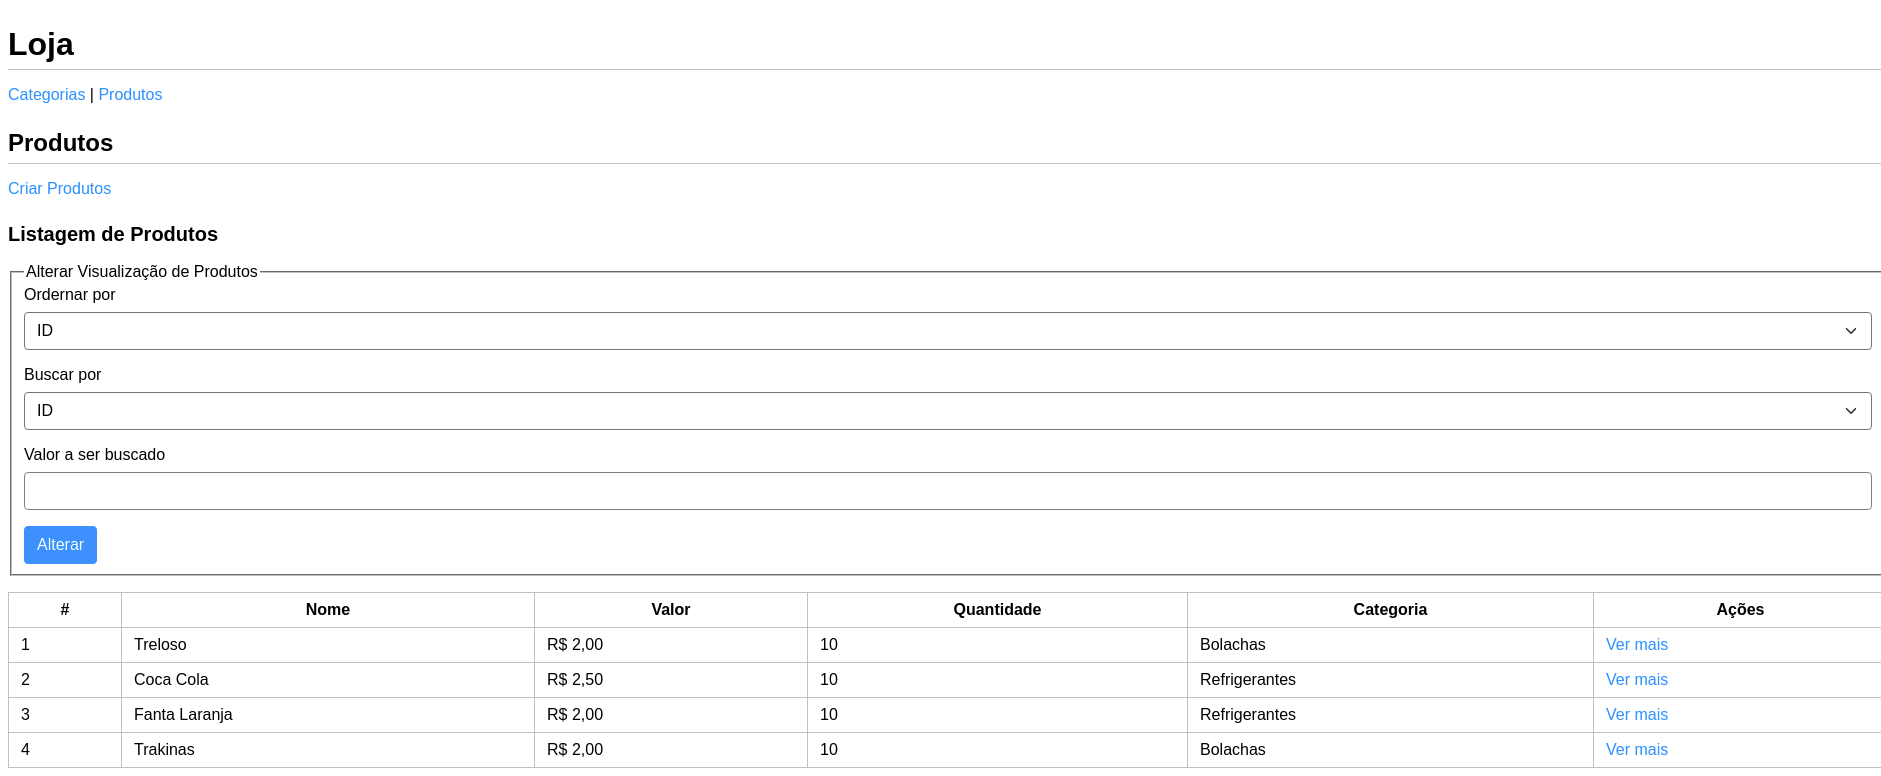 Loja
Categorias | Produtos
Produtos
Criar Produtos
Listagem de Produtos
Alterar Visualização de Produtos
Ordernar por
ID
Buscar por
ID
Valor a ser buscado
Alterar
# Nome Valor Quantidade Categoria Ações
1 Treloso R$ 2,00 10 Bolachas Ver mais
2 Coca Cola R$ 2,50 10 Refrigerantes Ver mais
3 Fanta Laranja R$ 2,00 10 Refrigerantes Ver mais
4 Trakinas R$ 2,00 10 Bolachas Ver mais